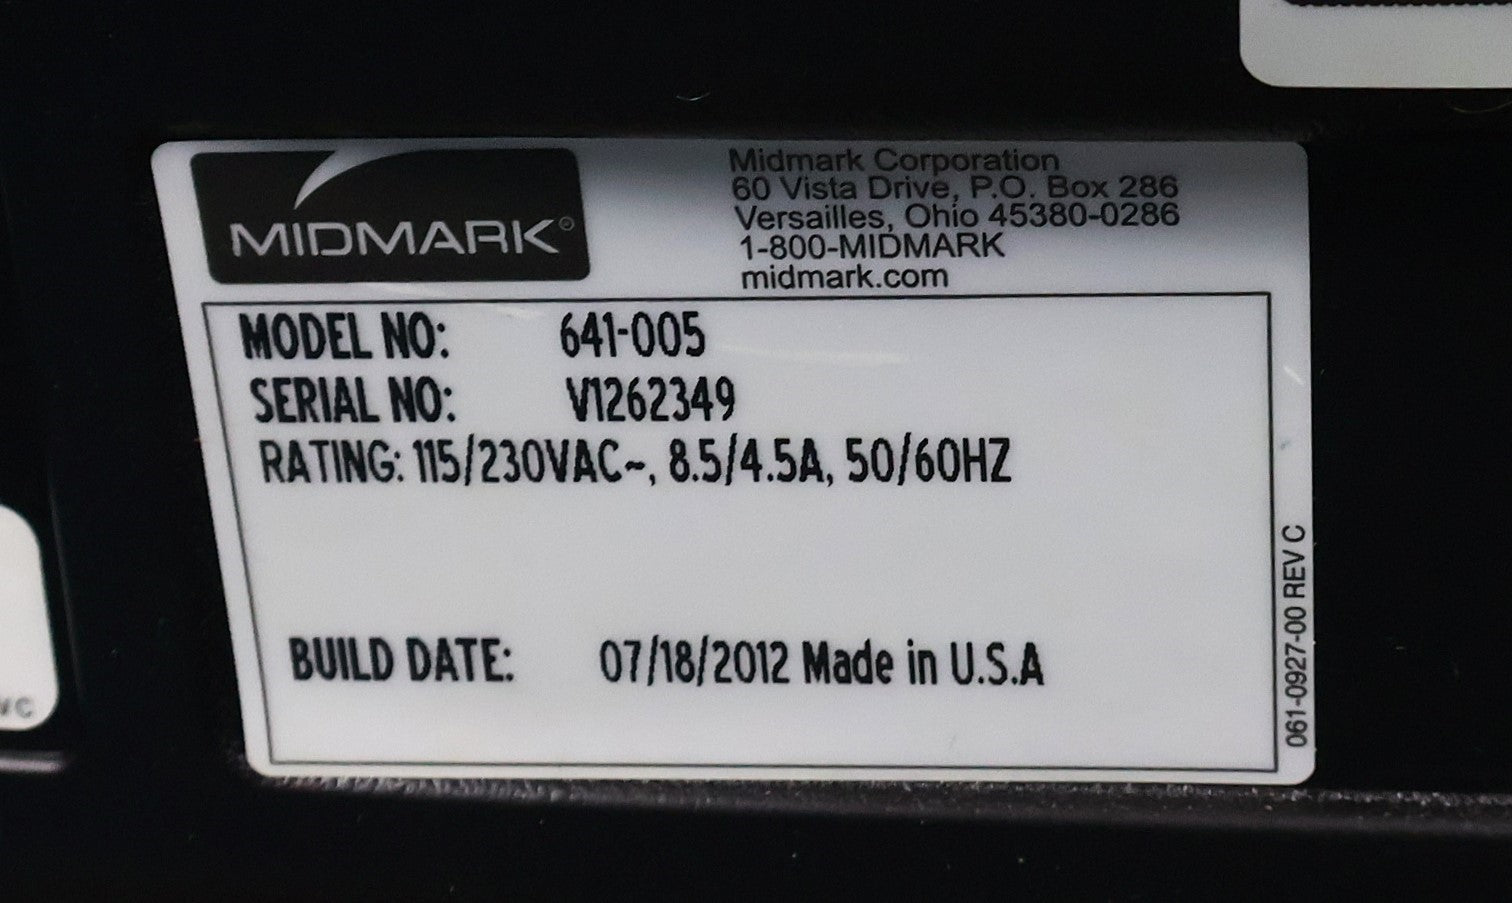 MIDMARK®
Midmark Corporation
60 Vista Drive, P.O. Box 286
Versailles, Ohio 45380-0286
1-800-MIDMARK
midmark.com
MODEL NO: 641-005
SERIAL NO: V1262349
RATING: 115/230VAC~, 8.5/4.5A, 50/60HZ
BUILD DATE: 07/18/2012 Made in U.S.A
061-0927-00 REV C